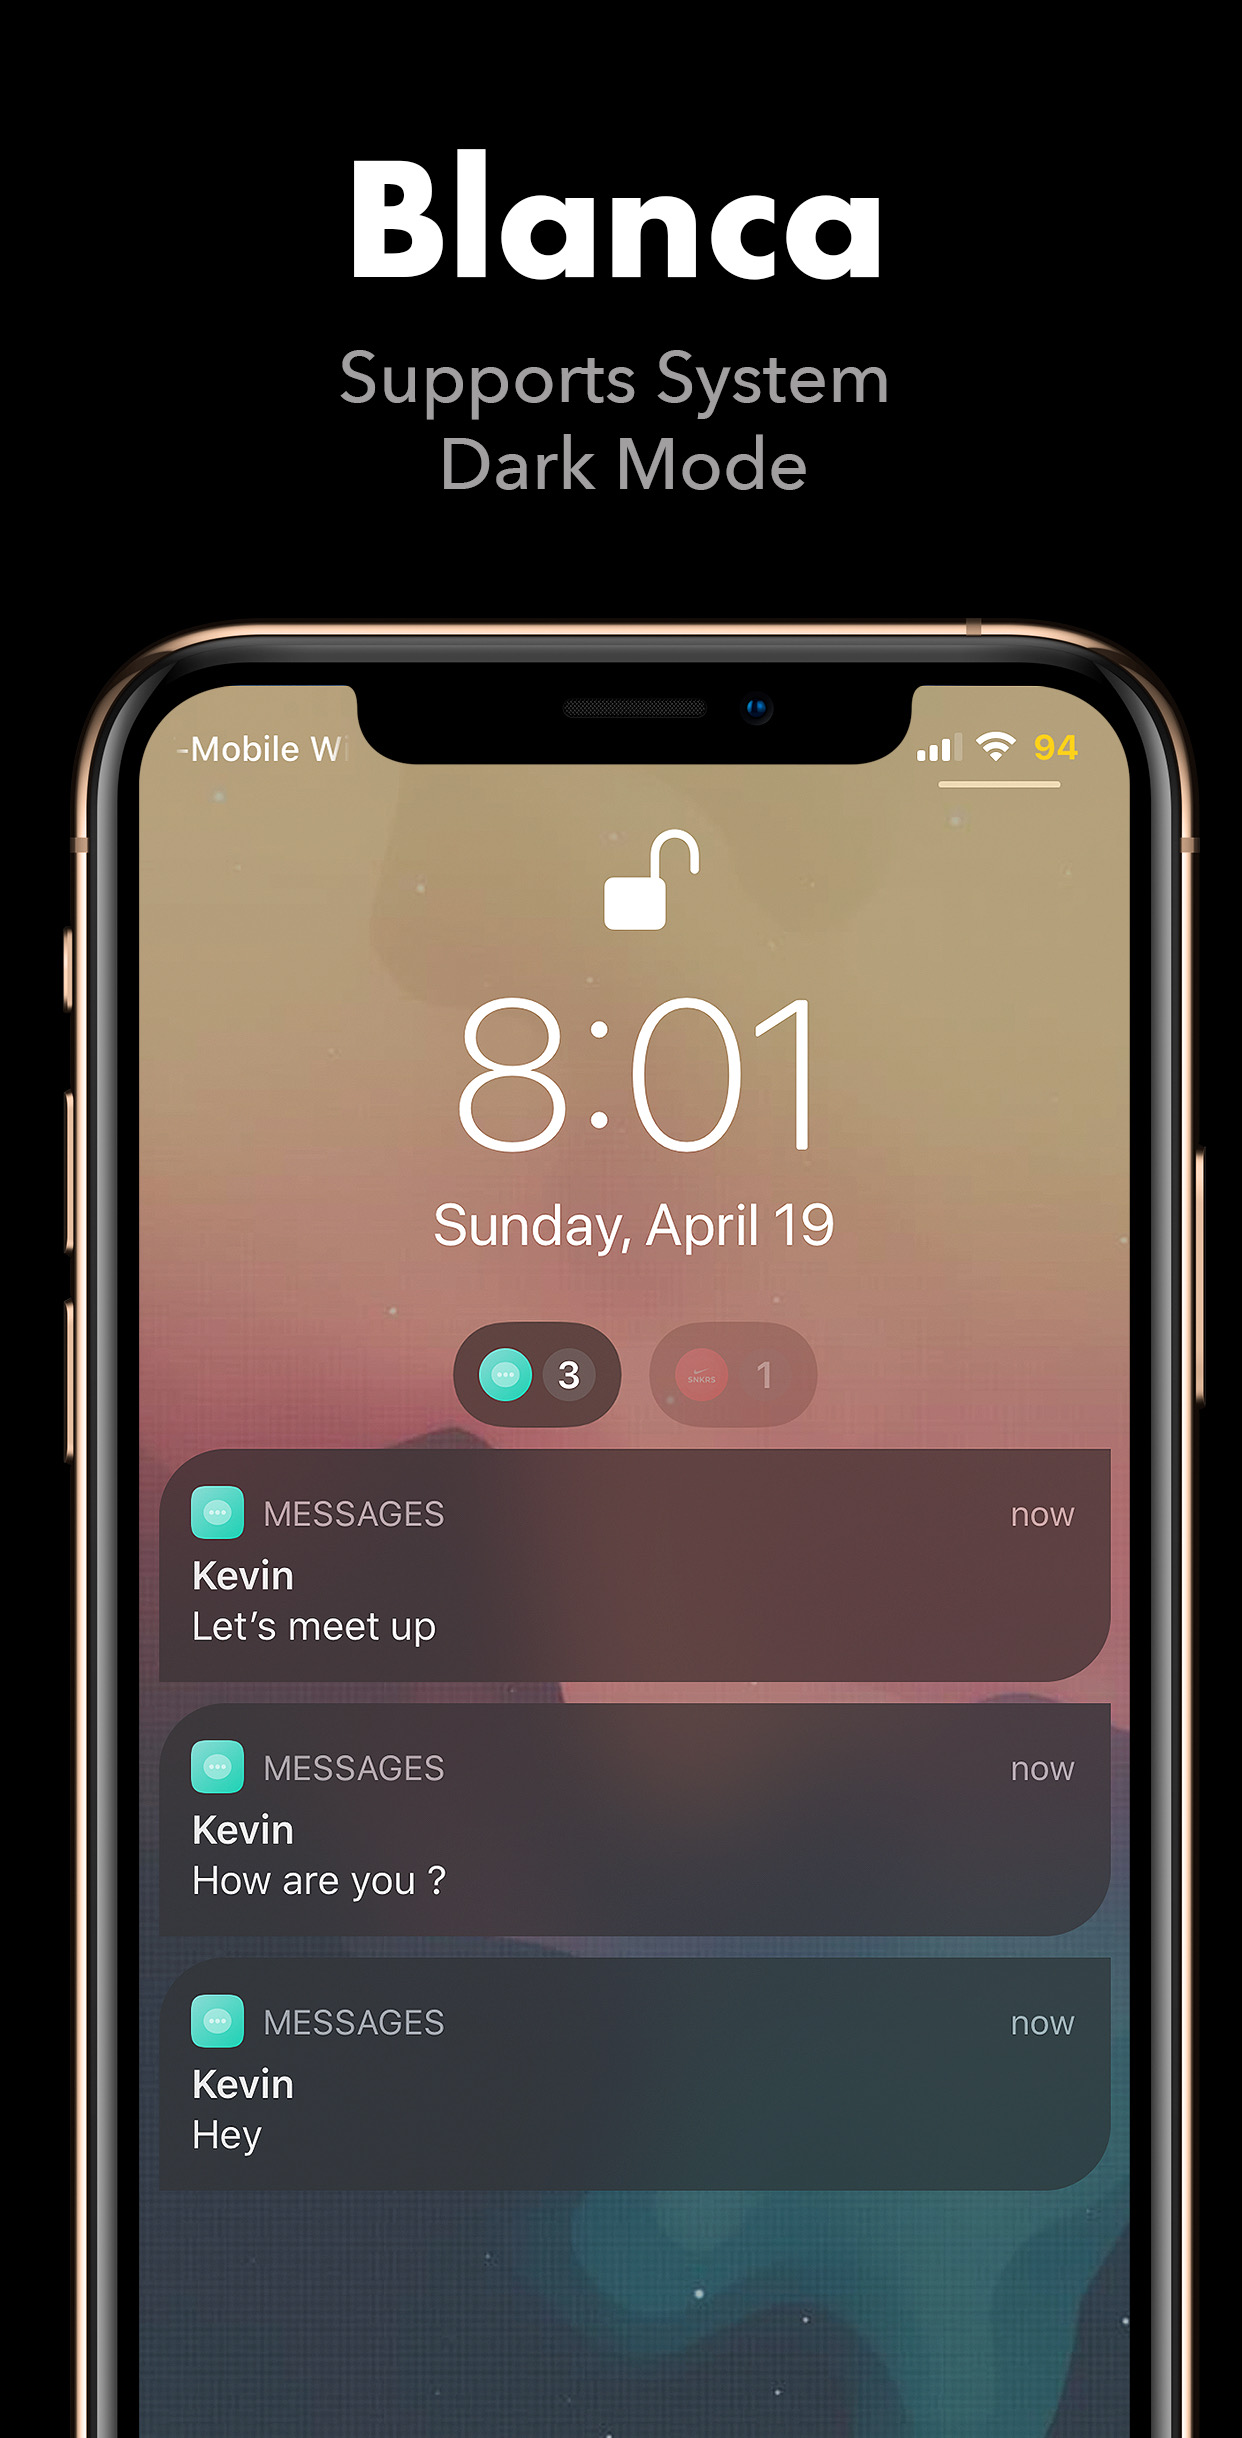 Blanca
Supports System
Dark Mode
-Mobile Wi
94
8:01
Sunday, April 19
3
SNKRS
1
MESSAGES
now
Kevin
Let's meet up
MESSAGES
now
Kevin
How are you ?
MESSAGES
now
Kevin
Hey